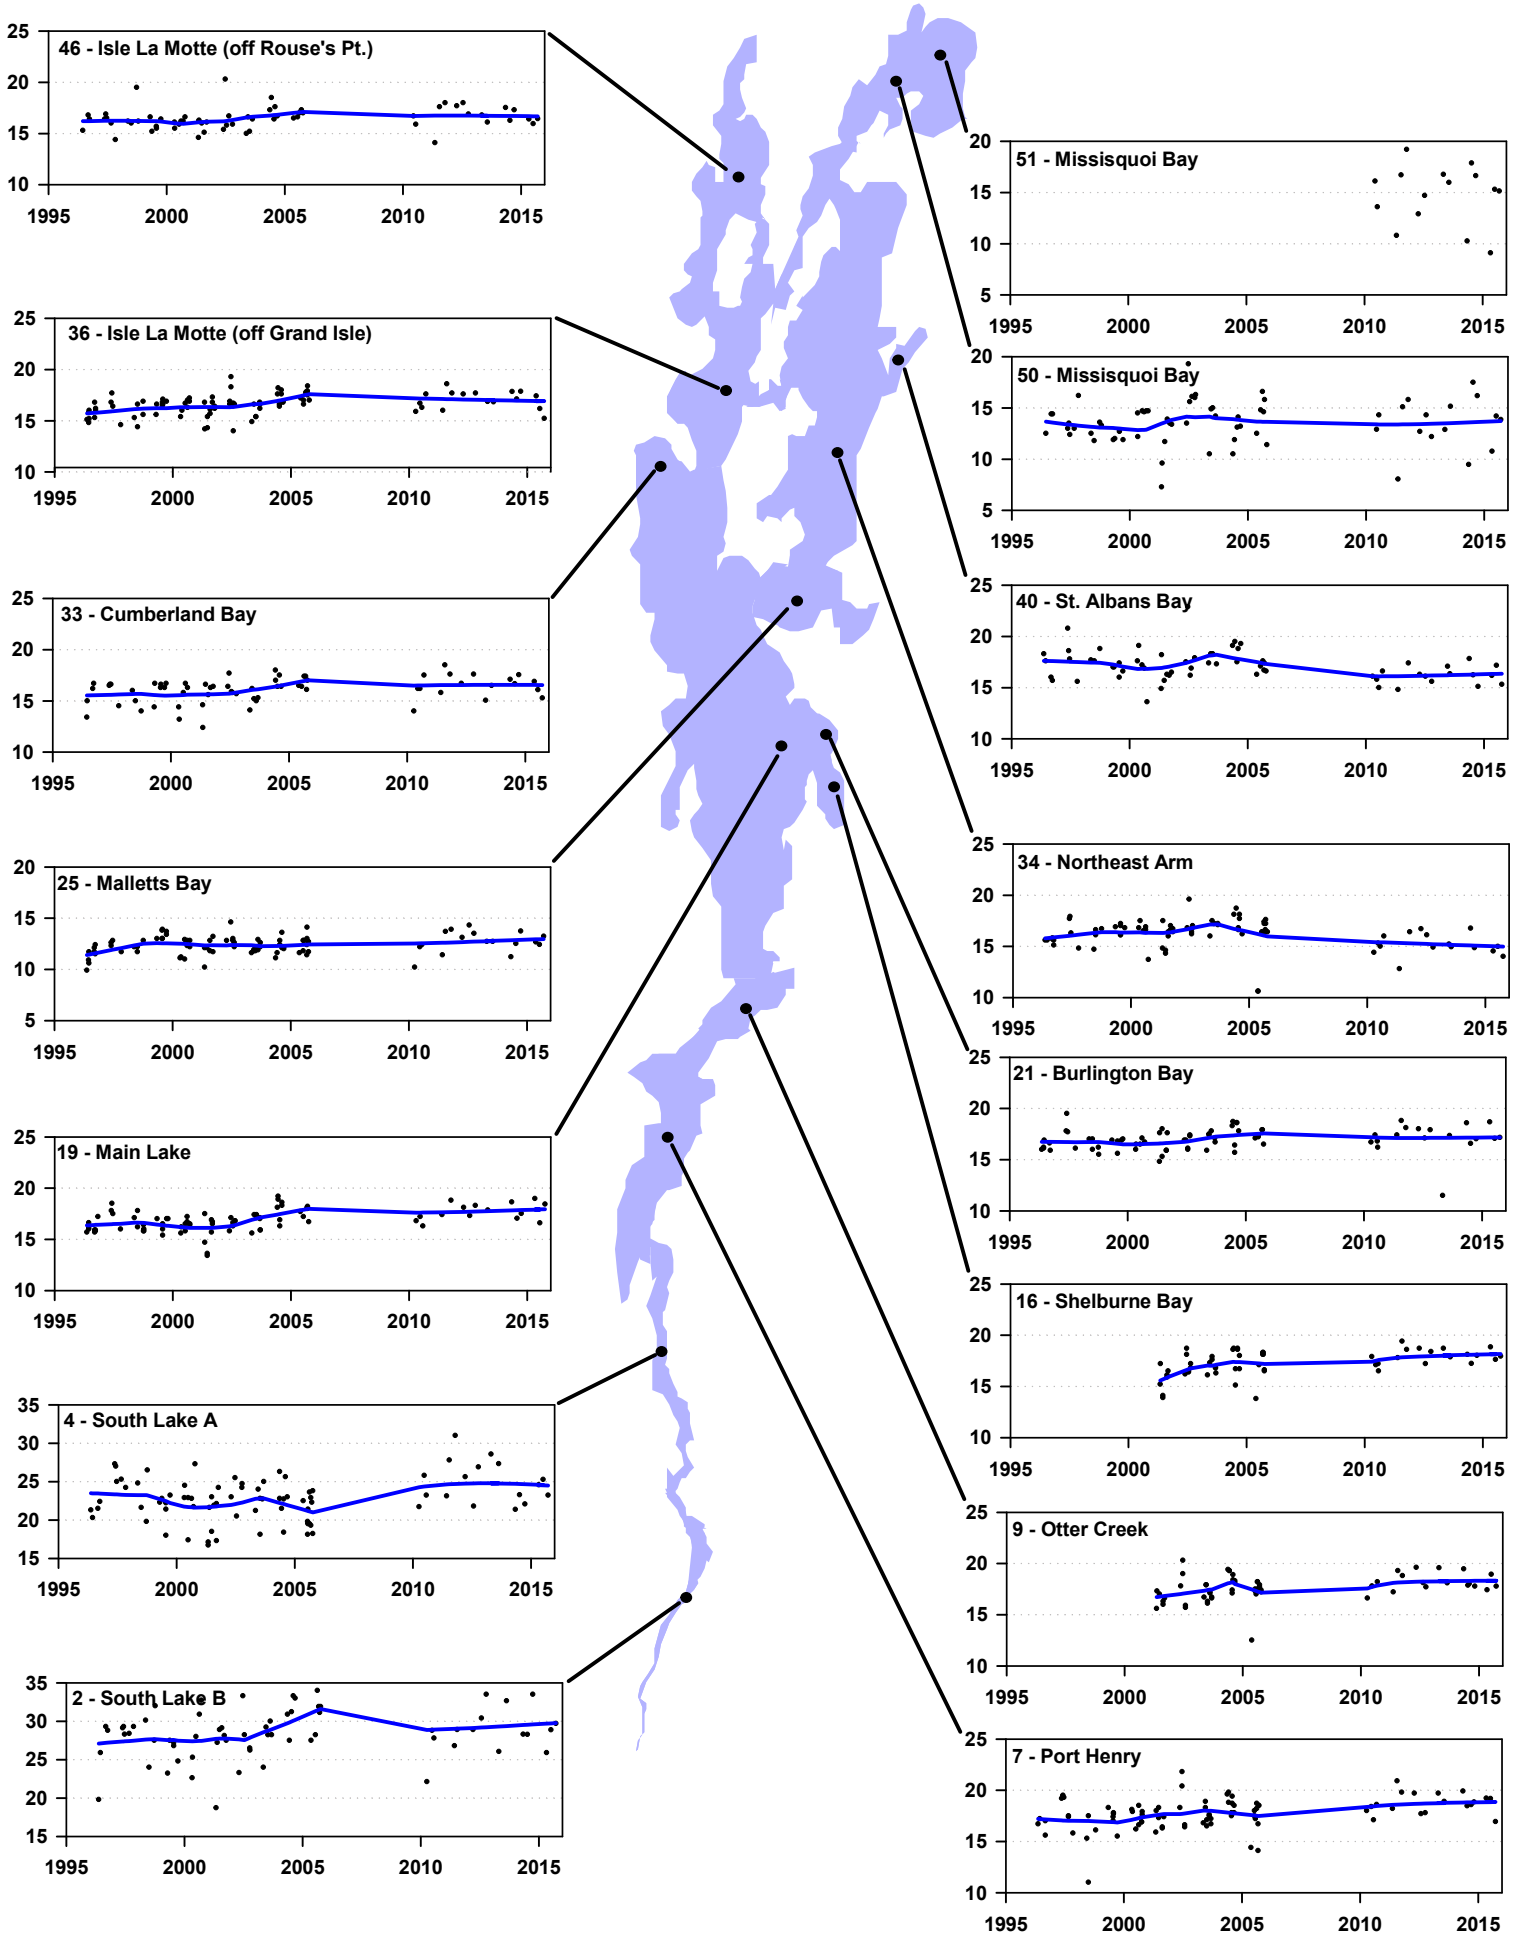 46 - Isle La Motte (off Rouse's Pt.)
25
20
15
10
1995 2000 2005 2010 2015
36 - Isle La Motte (off Grand Isle)
25
20
15
10
1995 2000 2005 2010 2015
33 - Cumberland Bay
25
20
15
10
1995 2000 2005 2010 2015
25 - Malletts Bay
20
15
10
5
1995 2000 2005 2010 2015
19 - Main Lake
25
20
15
10
1995 2000 2005 2010 2015
4 - South Lake A
35
30
25
20
15
1995 2000 2005 2010 2015
2 - South Lake B
35
30
25
20
15
1995 2000 2005 2010 2015
51 - Missisquoi Bay
20
15
10
5
1995 2000 2005 2010 2015
50 - Missisquoi Bay
20
15
10
5
1995 2000 2005 2010 2015
40 - St. Albans Bay
25
20
15
10
1995 2000 2005 2010 2015
34 - Northeast Arm
25
20
15
10
1995 2000 2005 2010 2015
21 - Burlington Bay
25
20
15
10
1995 2000 2005 2010 2015
16 - Shelburne Bay
25
20
15
10
1995 2000 2005 2010 2015
9 - Otter Creek
25
20
15
10
1995 2000 2005 2010 2015
7 - Port Henry
25
20
15
10
1995 2000 2005 2010 2015